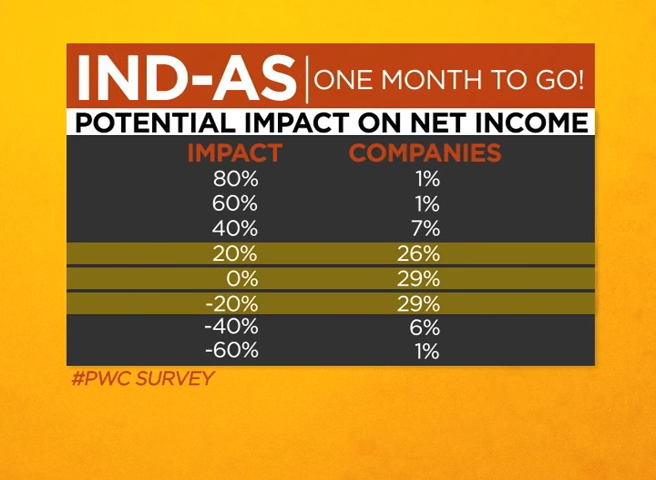 IND-AS | ONE MONTH TO GO!
POTENTIAL IMPACT ON NET INCOME
IMPACT COMPANIES
80% 1%
60% 1%
40% 7%
20% 26%
0% 29%
-20% 29%
-40% 6%
-60% 1%
#PWC SURVEY